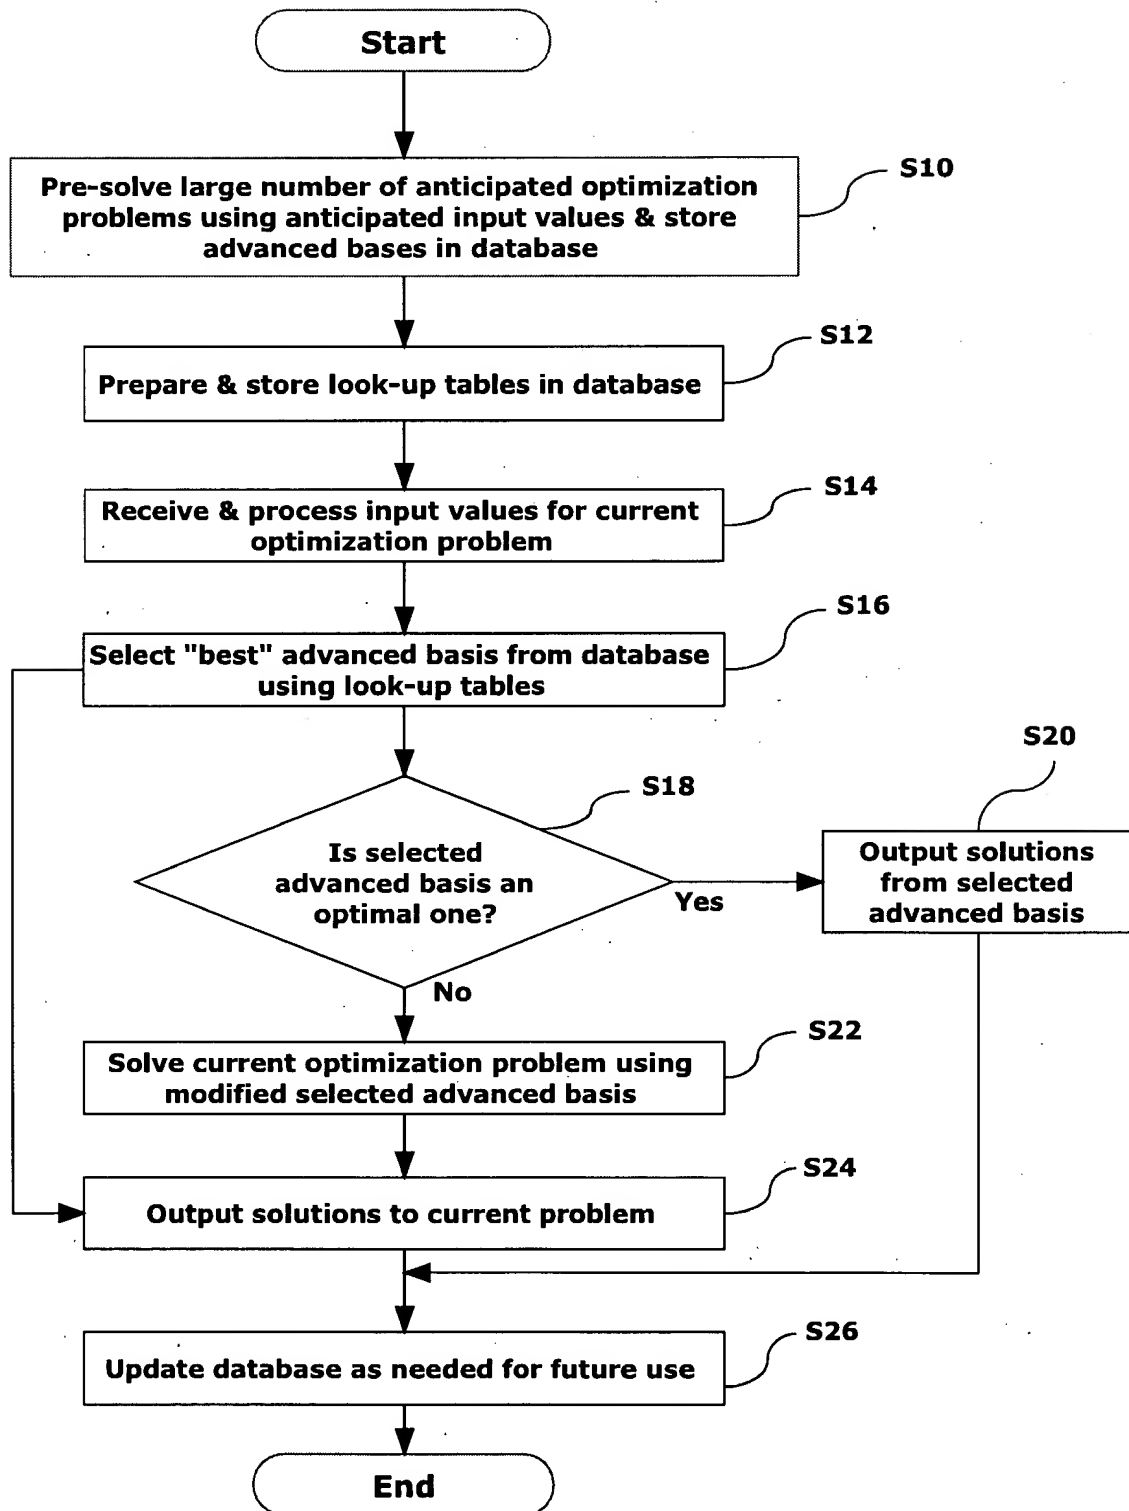 Start
S10
Pre-solve large number of anticipated optimization
problems using anticipated input values & store
advanced bases in database
S12
Prepare & store look-up tables in database
S14
Receive & process input values for current
optimization problem
S16
Select "best" advanced basis from database
using look-up tables
S18
Is selected
advanced basis an
optimal one?
Yes
No
S20
Output solutions
from selected
advanced basis
S22
Solve current optimization problem using
modified selected advanced basis
S24
Output solutions to current problem
S26
Update database as needed for future use
End